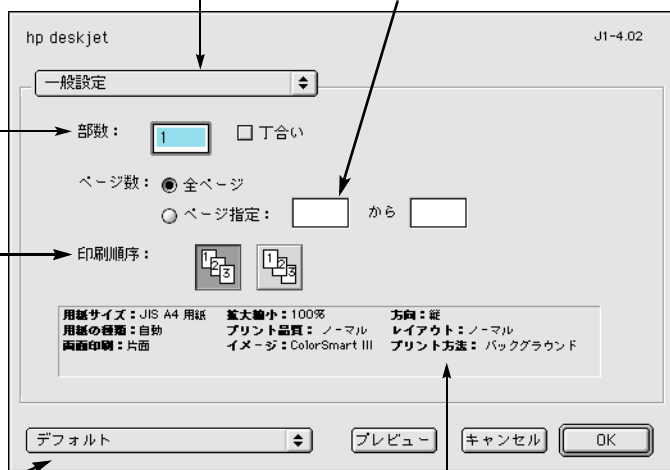 hp deskjet J1-4.02
一般設定
部数： 1 丁合い
ページ数： 全ページ
ページ指定： から
印刷順序：
1 2 3 1 2 3
用紙サイズ：JIS A4 用紙 拡大縮小：100% 方向：縦
用紙の種類：自動 プリント品質： ノーマル レイアウト：ノーマル
両面印刷：片面 イメージ：ColorSmart III プリント方法： バックグラウンド
デフォルト プレビュー キャンセル OK